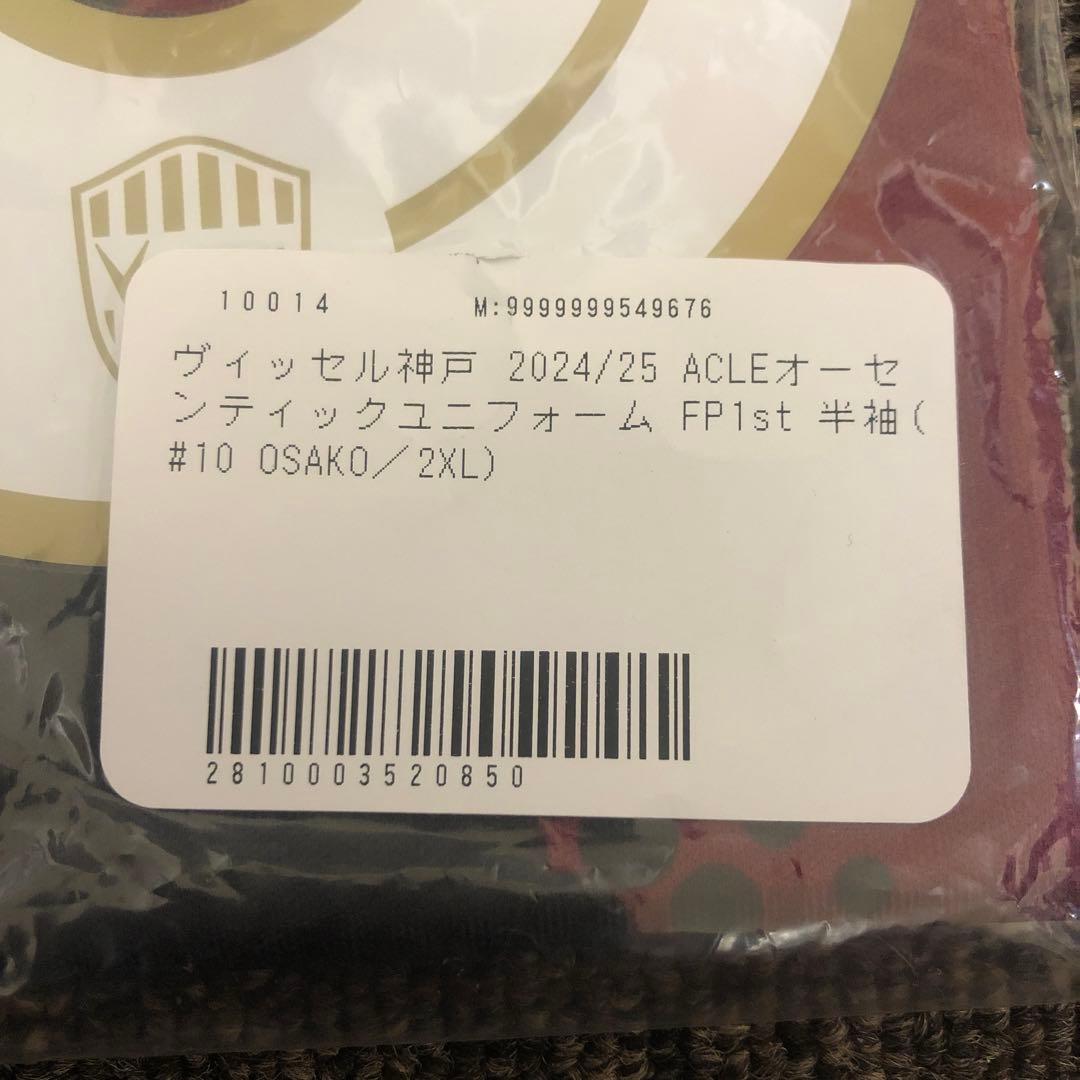 10014 M:9999999549676
ヴィッセル神戸 2024/25 ACLEオーセ
ンティックユニフォーム FP1st 半袖(
#10 OSAKO／2XL)
2810003520850